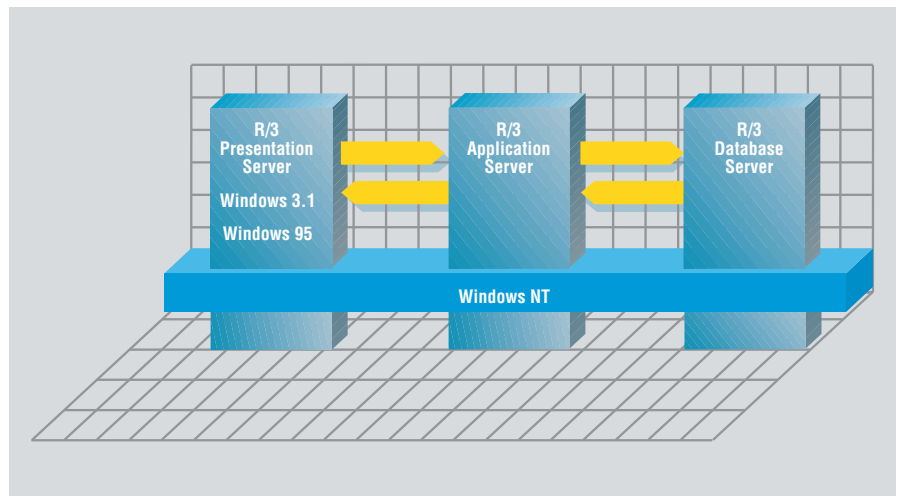 R/3
Presentation
Server
Windows 3.1
Windows 95
R/3
Application
Server
R/3
Database
Server
Windows NT